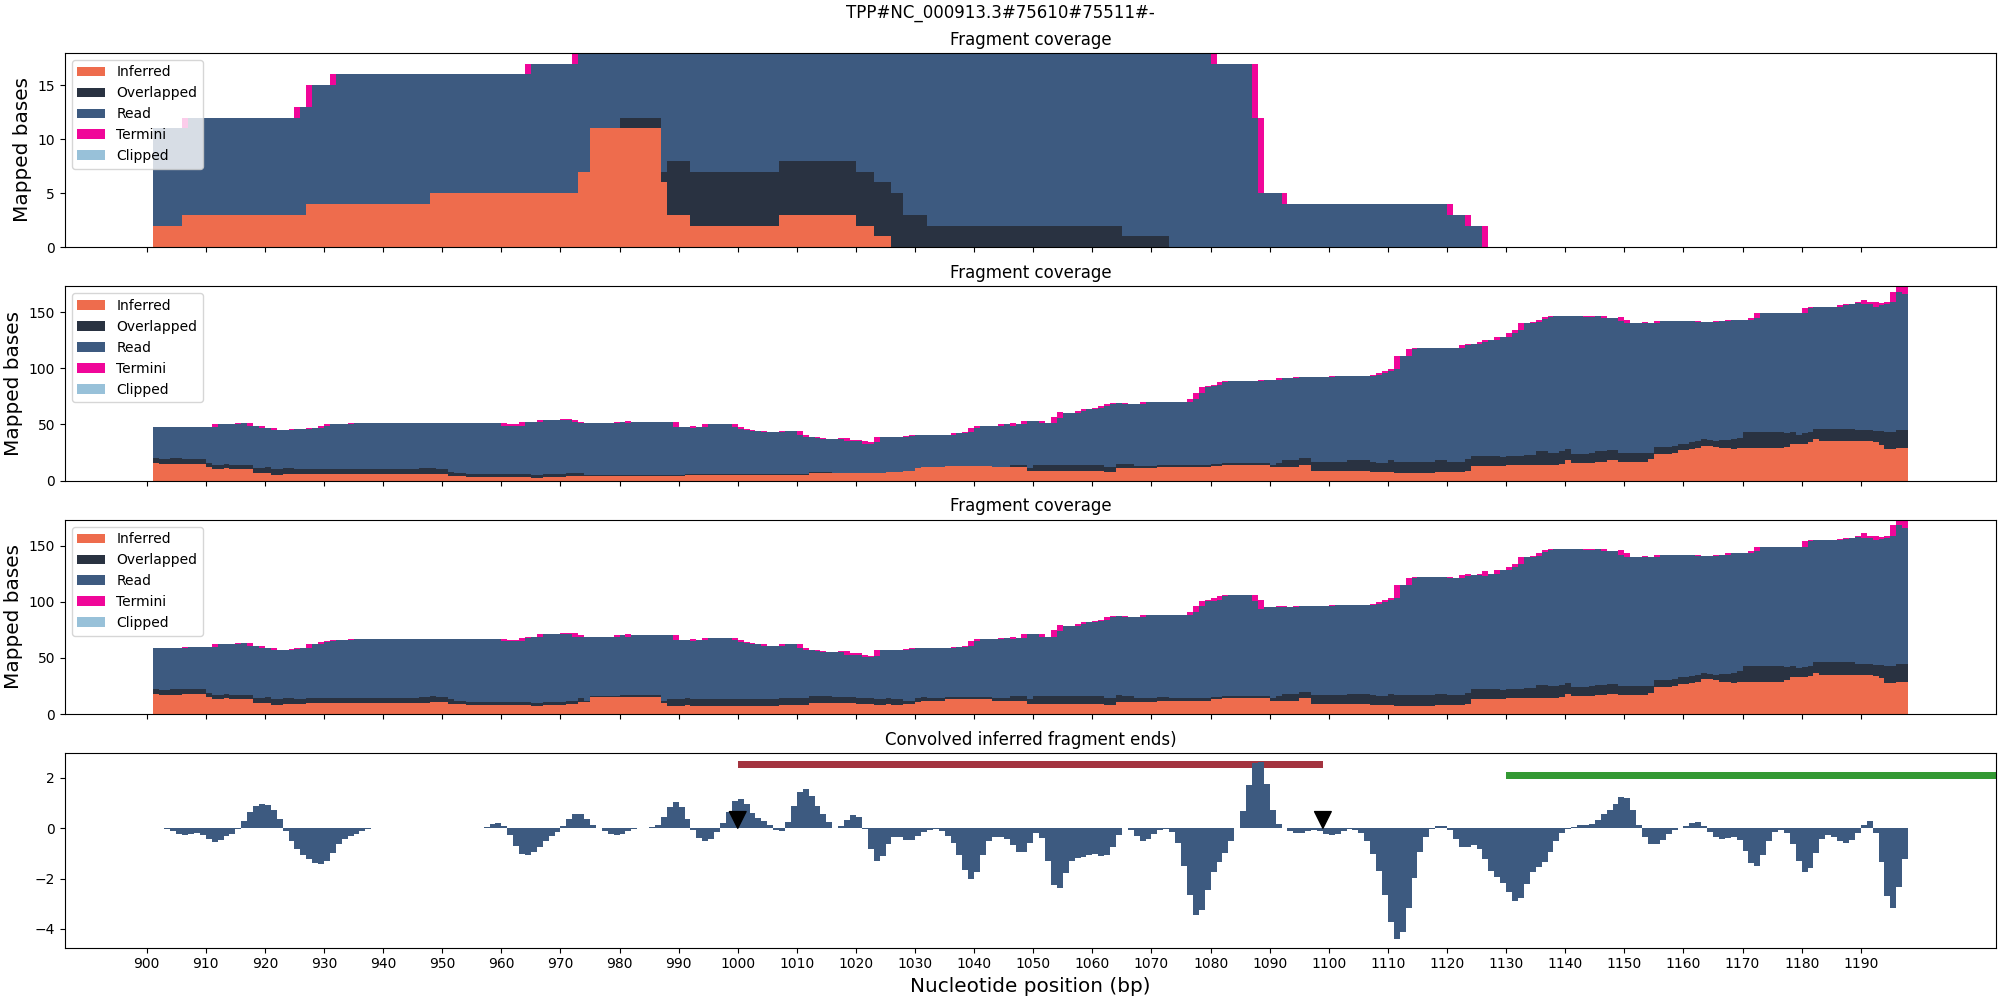 TPP#NC_000913.3#75610#75511#-
Fragment coverage
Mapped bases
15
10
5
0
Inferred
Overlapped
Read
Termini
Clipped
Fragment coverage
Mapped bases
150
100
50
0
Inferred
Overlapped
Read
Termini
Clipped
Fragment coverage
Mapped bases
150
100
50
0
Inferred
Overlapped
Read
Termini
Clipped
Convolved inferred fragment ends)
2
0
−2
−4
900 910 920 930 940 950 960 970 980 990 1000 1010 1020 1030 1040 1050 1060 1070 1080 1090 1100 1110 1120 1130 1140 1150 1160 1170 1180 1190
Nucleotide position (bp)